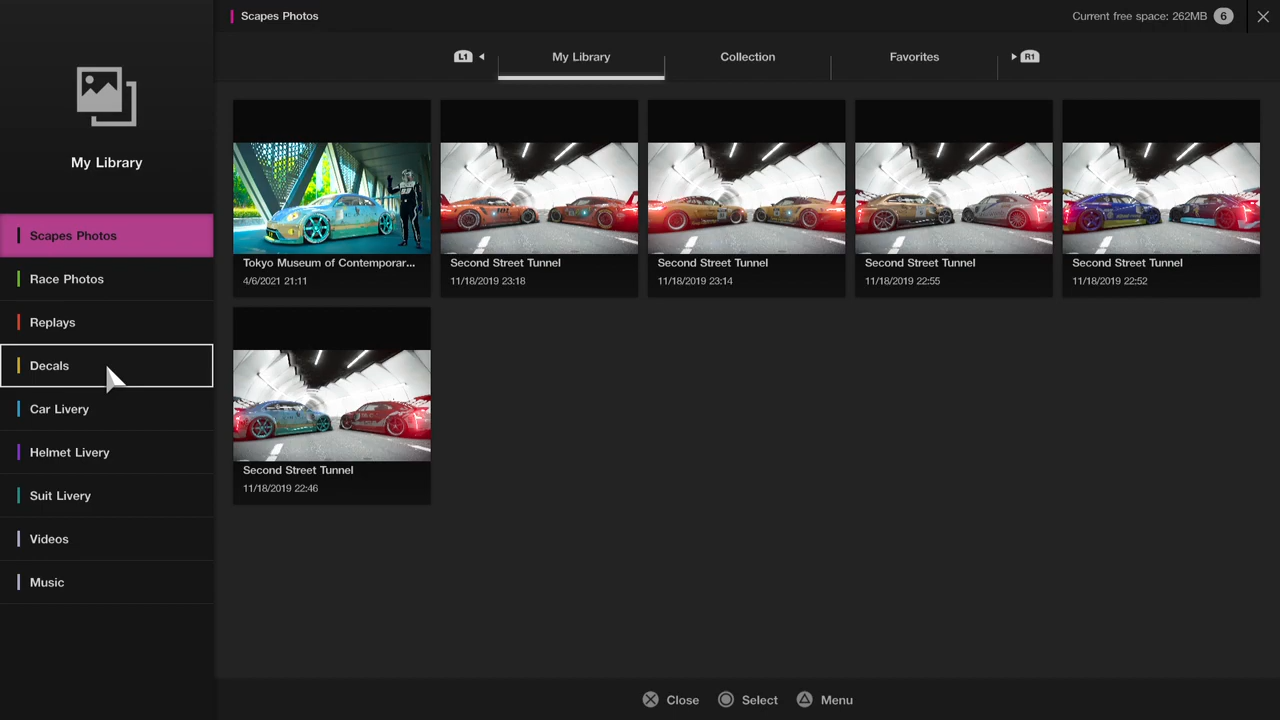 Scapes Photos
Current free space: 262MB 6
L1 My Library Collection Favorites R1
My Library
Scapes Photos
Race Photos
Replays
Decals
Car Livery
Helmet Livery
Suit Livery
Videos
Music
Tokyo Museum of Contemporar...
4/6/2021 21:11
Second Street Tunnel
11/18/2019 23:18
Second Street Tunnel
11/18/2019 23:14
Second Street Tunnel
11/18/2019 22:55
Second Street Tunnel
11/18/2019 22:52
Second Street Tunnel
11/18/2019 22:46
Close Select Menu